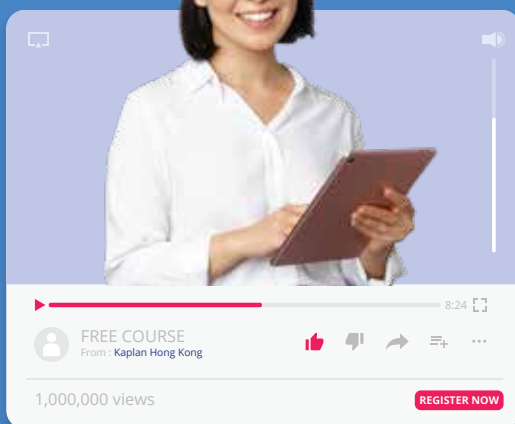 8:24
FREE COURSE
From : Kaplan Hong Kong
1,000,000 views
REGISTER NOW